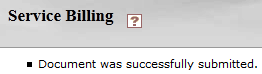 Service Billing ?
Document was successfully submitted.